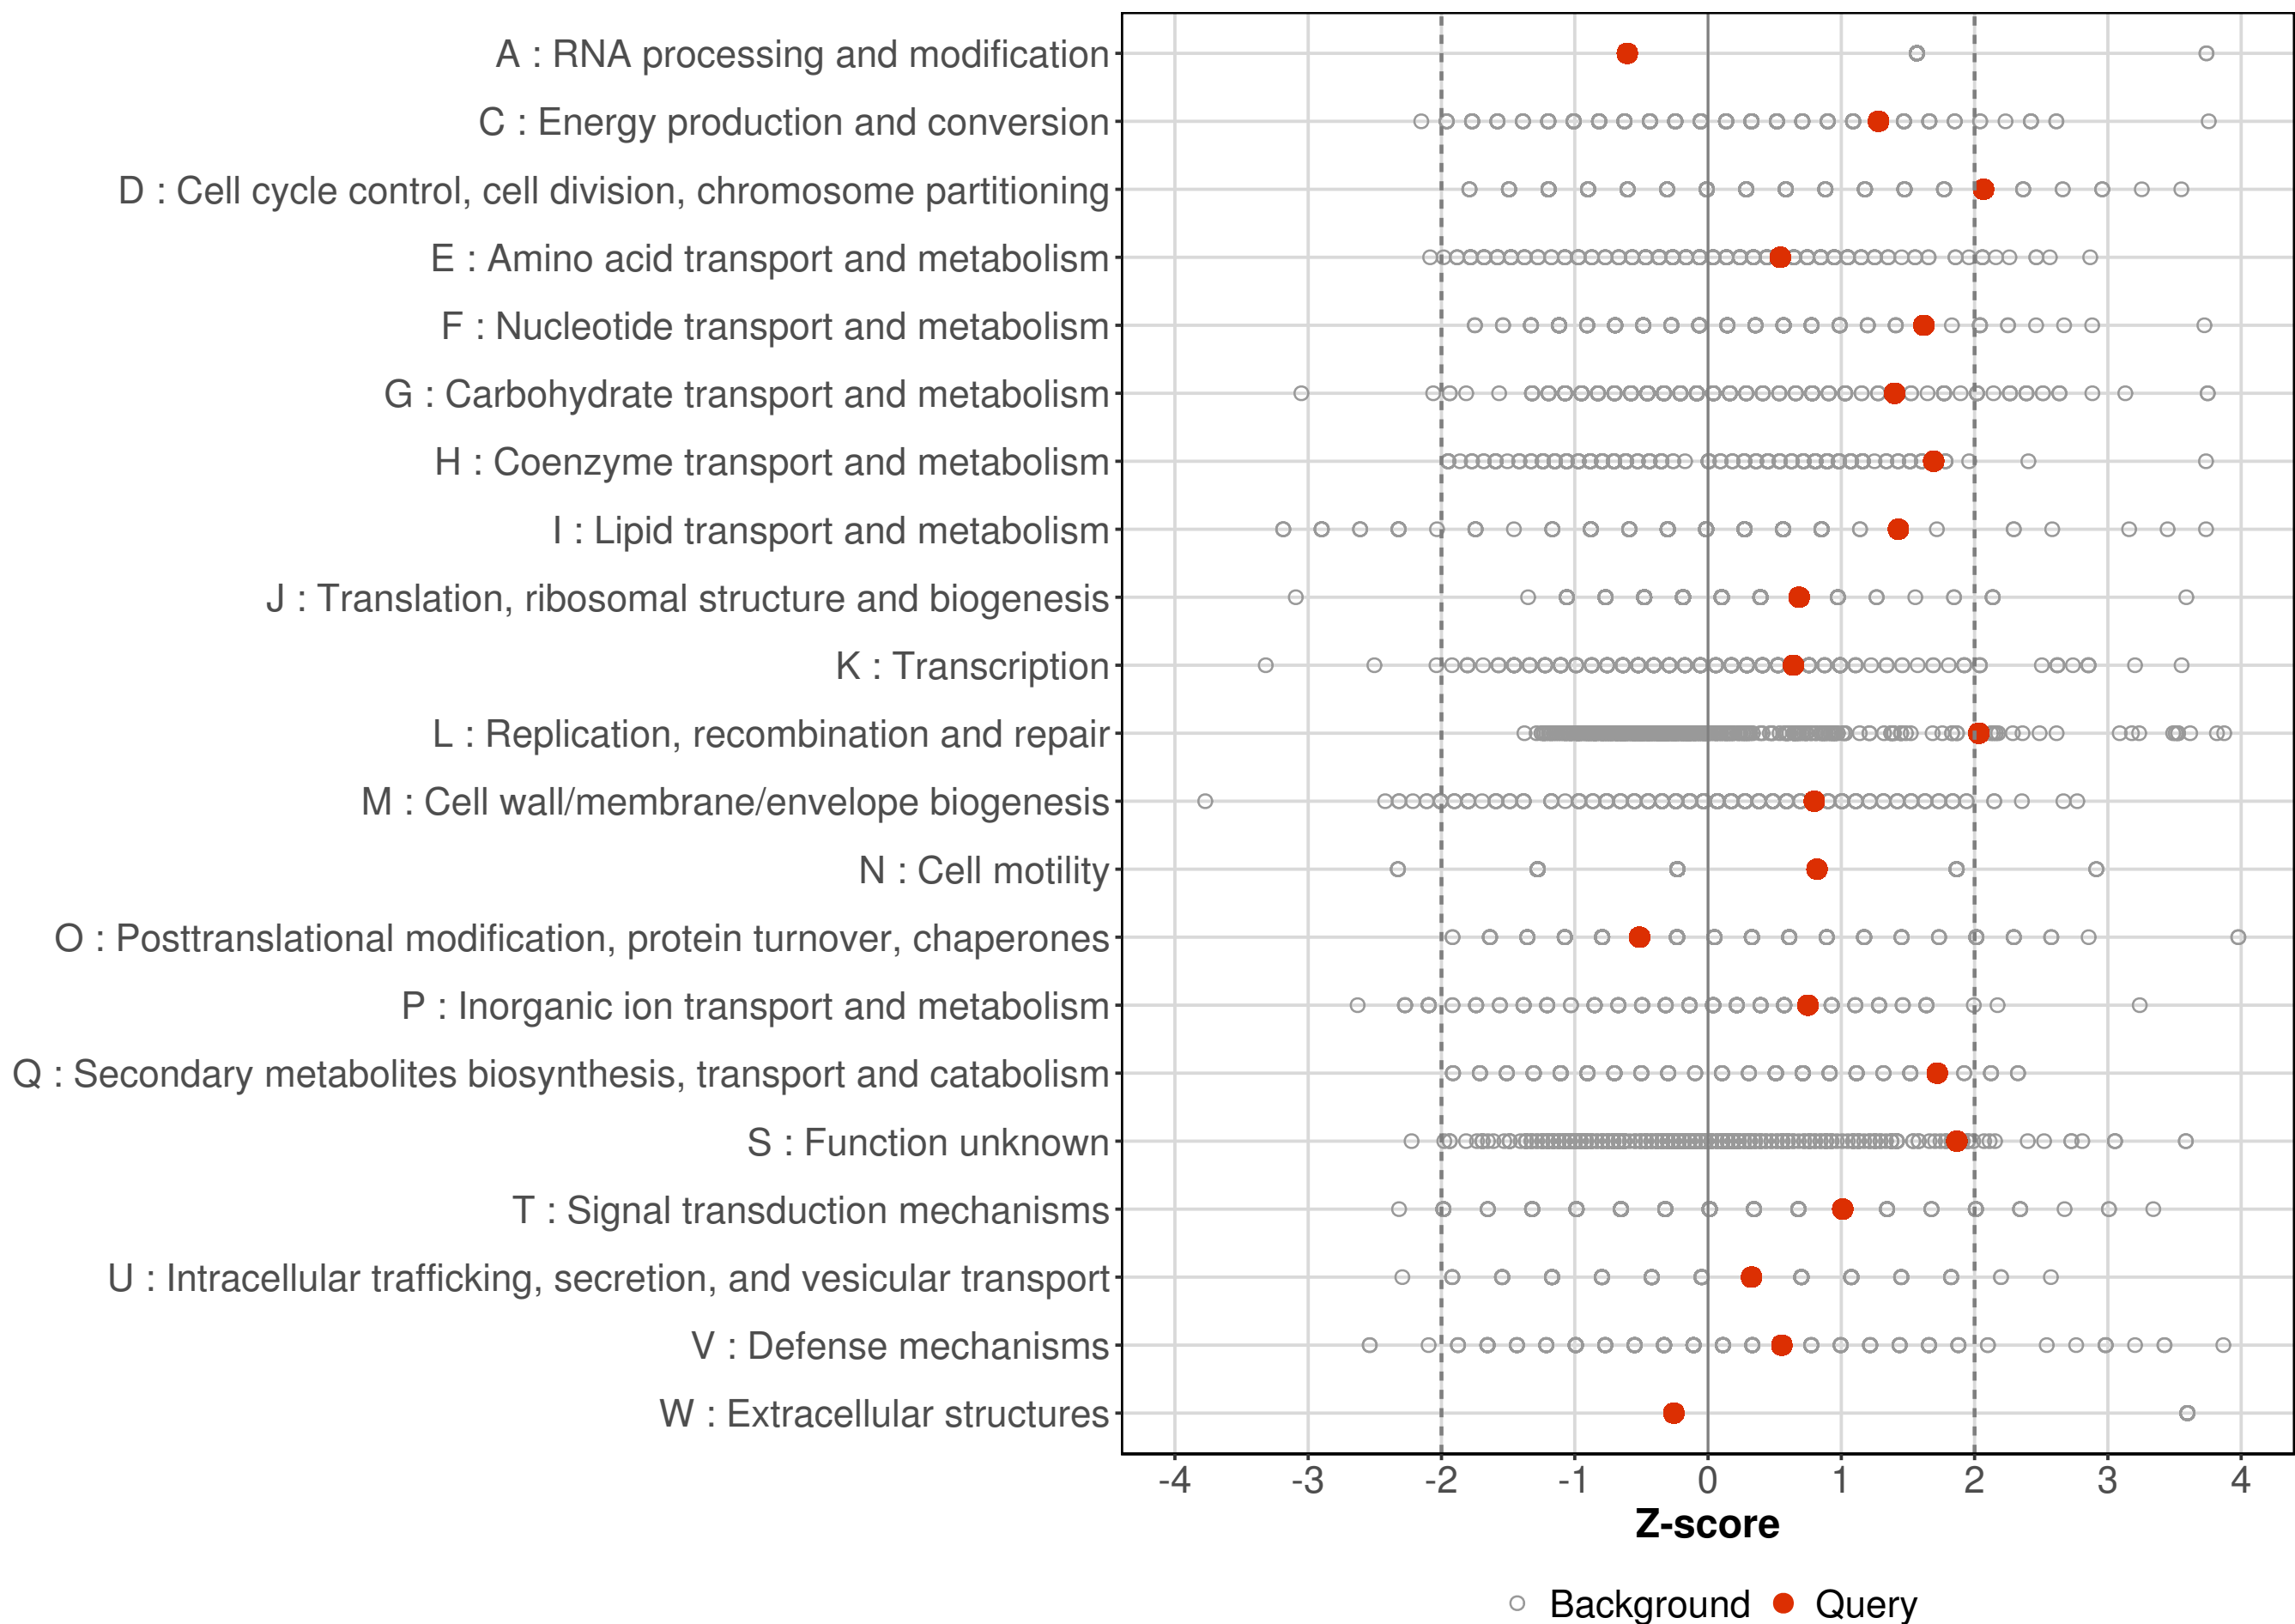 A : RNA processing and modification
C : Energy production and conversion
D : Cell cycle control, cell division, chromosome partitioning
E : Amino acid transport and metabolism
F : Nucleotide transport and metabolism
G : Carbohydrate transport and metabolism
H : Coenzyme transport and metabolism
I : Lipid transport and metabolism
J : Translation, ribosomal structure and biogenesis
K : Transcription
L : Replication, recombination and repair
M : Cell wall/membrane/envelope biogenesis
N : Cell motility
O : Posttranslational modification, protein turnover, chaperones
P : Inorganic ion transport and metabolism
Q : Secondary metabolites biosynthesis, transport and catabolism
S : Function unknown
T : Signal transduction mechanisms
U : Intracellular trafficking, secretion, and vesicular transport
V : Defense mechanisms
W : Extracellular structures
-4 -3 -2 -1 0 1 2 3 4
Z-score
Background Query